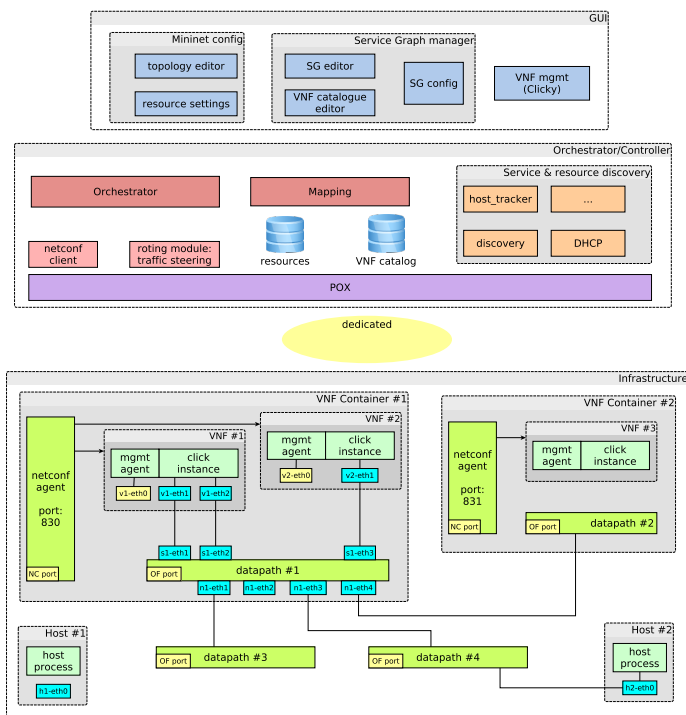 GUI
Mininet config
topology editor
resource settings
Service Graph manager
SG editor
VNF catalogue
editor
SG config
VNF mgmt
(Clicky)
Orchestrator/Controller
Orchestrator
Mapping
Service & resource discovery
host_tracker
...
discovery
DHCP
netconf
client
roting module:
traffic steering
resources
VNF catalog
POX
dedicated
Infrastructure
VNF Container #1
netconf
agent
port:
830
NC port
VNF #1
mgmt
agent
click
instance
v1-eth0
v1-eth1
v1-eth2
VNF #2
mgmt
agent
click
instance
v2-eth0
v2-eth1
s1-eth1
s1-eth2
s1-eth3
OF port
datapath #1
n1-eth1
n1-eth2
n1-eth3
n1-eth4
VNF Container #2
netconf
agent
port:
831
NC port
VNF #3
mgmt
agent
click
instance
OF port
datapath #2
Host #1
host
process
h1-eth0
OF port
datapath #3
OF port
datapath #4
Host #2
host
process
h2-eth0